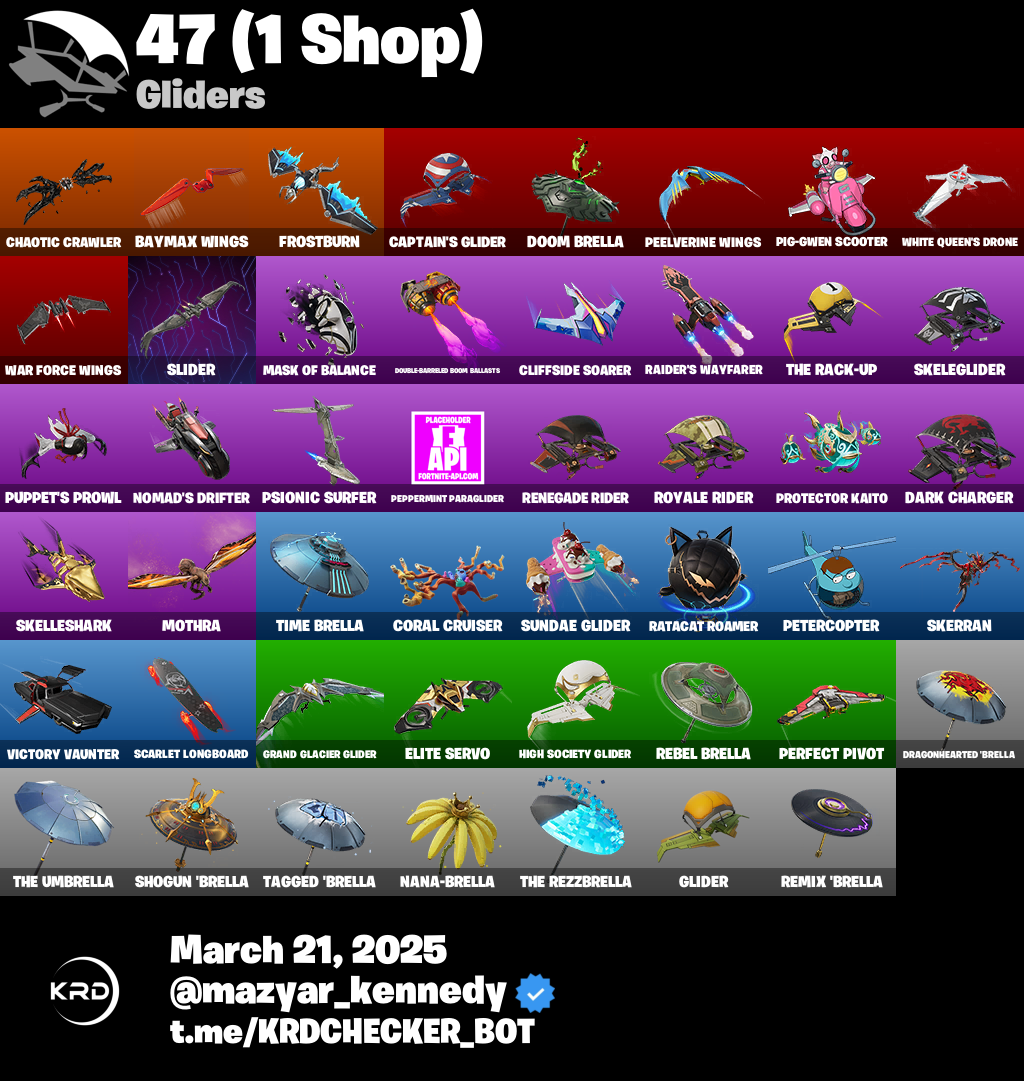 47 (1 Shop)
Gliders
CHAOTIC CRAWLER
BAYMAX WINGS
FROSTBURN
CAPTAIN'S GLIDER
DOOM BRELLA
PEELVERINE WINGS
PIG-GWEN SCOOTER
WHITE QUEEN'S DRONE
WAR FORCE WINGS
SLIDER
MASK OF BALANCE
DOUBLE-BARRELED BOOM BALLASTS
CLIFFSIDE SOARER
RAIDER'S WAYFARER
1
THE RACK-UP
SKELEGLIDER
PUPPET'S PROWL
NOMAD'S DRIFTER
PSIONIC SURFER
PLACEHOLDER
F
API
FORTNITE-API.COM
PEPPERMINT PARAGLIDER
RENEGADE RIDER
ROYALE RIDER
PROTECTOR KAITO
DARK CHARGER
SKELLESHARK
MOTHRA
TIME BRELLA
CORAL CRUISER
SUNDAE GLIDER
RATACAT ROAMER
PETERCOPTER
SKERRAN
VICTORY VAUNTER
SCARLET LONGBOARD
GRAND GLACIER GLIDER
ELITE SERVO
HIGH SOCIETY GLIDER
REBEL BRELLA
PERFECT PIVOT
DRAGONHEARTED 'BRELLA
THE UMBRELLA
SHOGUN 'BRELLA
TAGGED 'BRELLA
NANA-BRELLA
THE REZZBRELLA
GLIDER
REMIX 'BRELLA
KRD
March 21, 2025
@mazyar_kennedy
t.me/KRDCHECKER_BOT